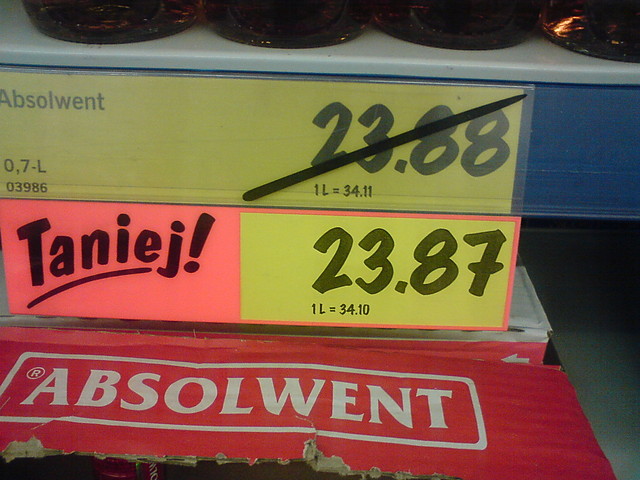 Absolwent
23.88
0,7-L
03986
1 L = 34.11
Taniej!
23.87
1 L = 34.10
®ABSOLWENT